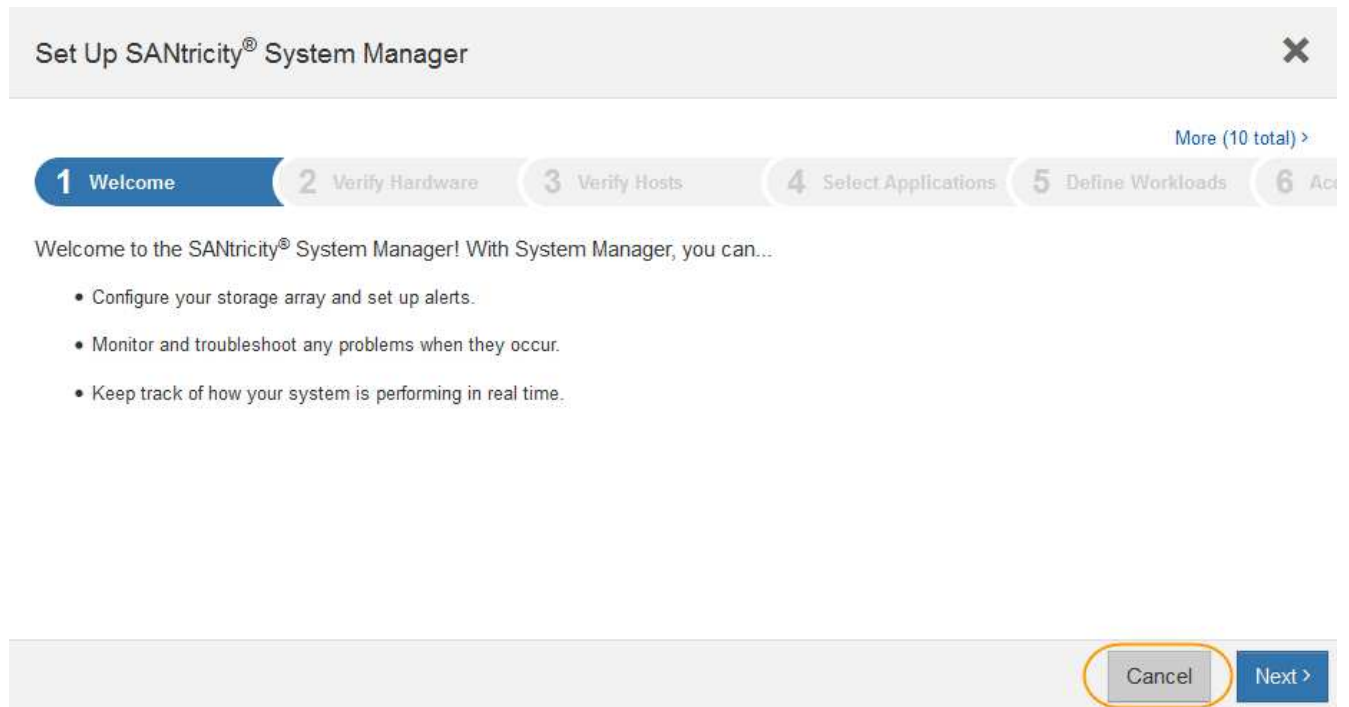 Set Up SANtricity® System Manager
More (10 total) >
1 Welcome 2 Verify Hardware 3 Verify Hosts 4 Select Applications 5 Define Workloads 6 Acc
Welcome to the SANtricity® System Manager! With System Manager, you can...
• Configure your storage array and set up alerts.
• Monitor and troubleshoot any problems when they occur.
• Keep track of how your system is performing in real time.
Cancel Next >